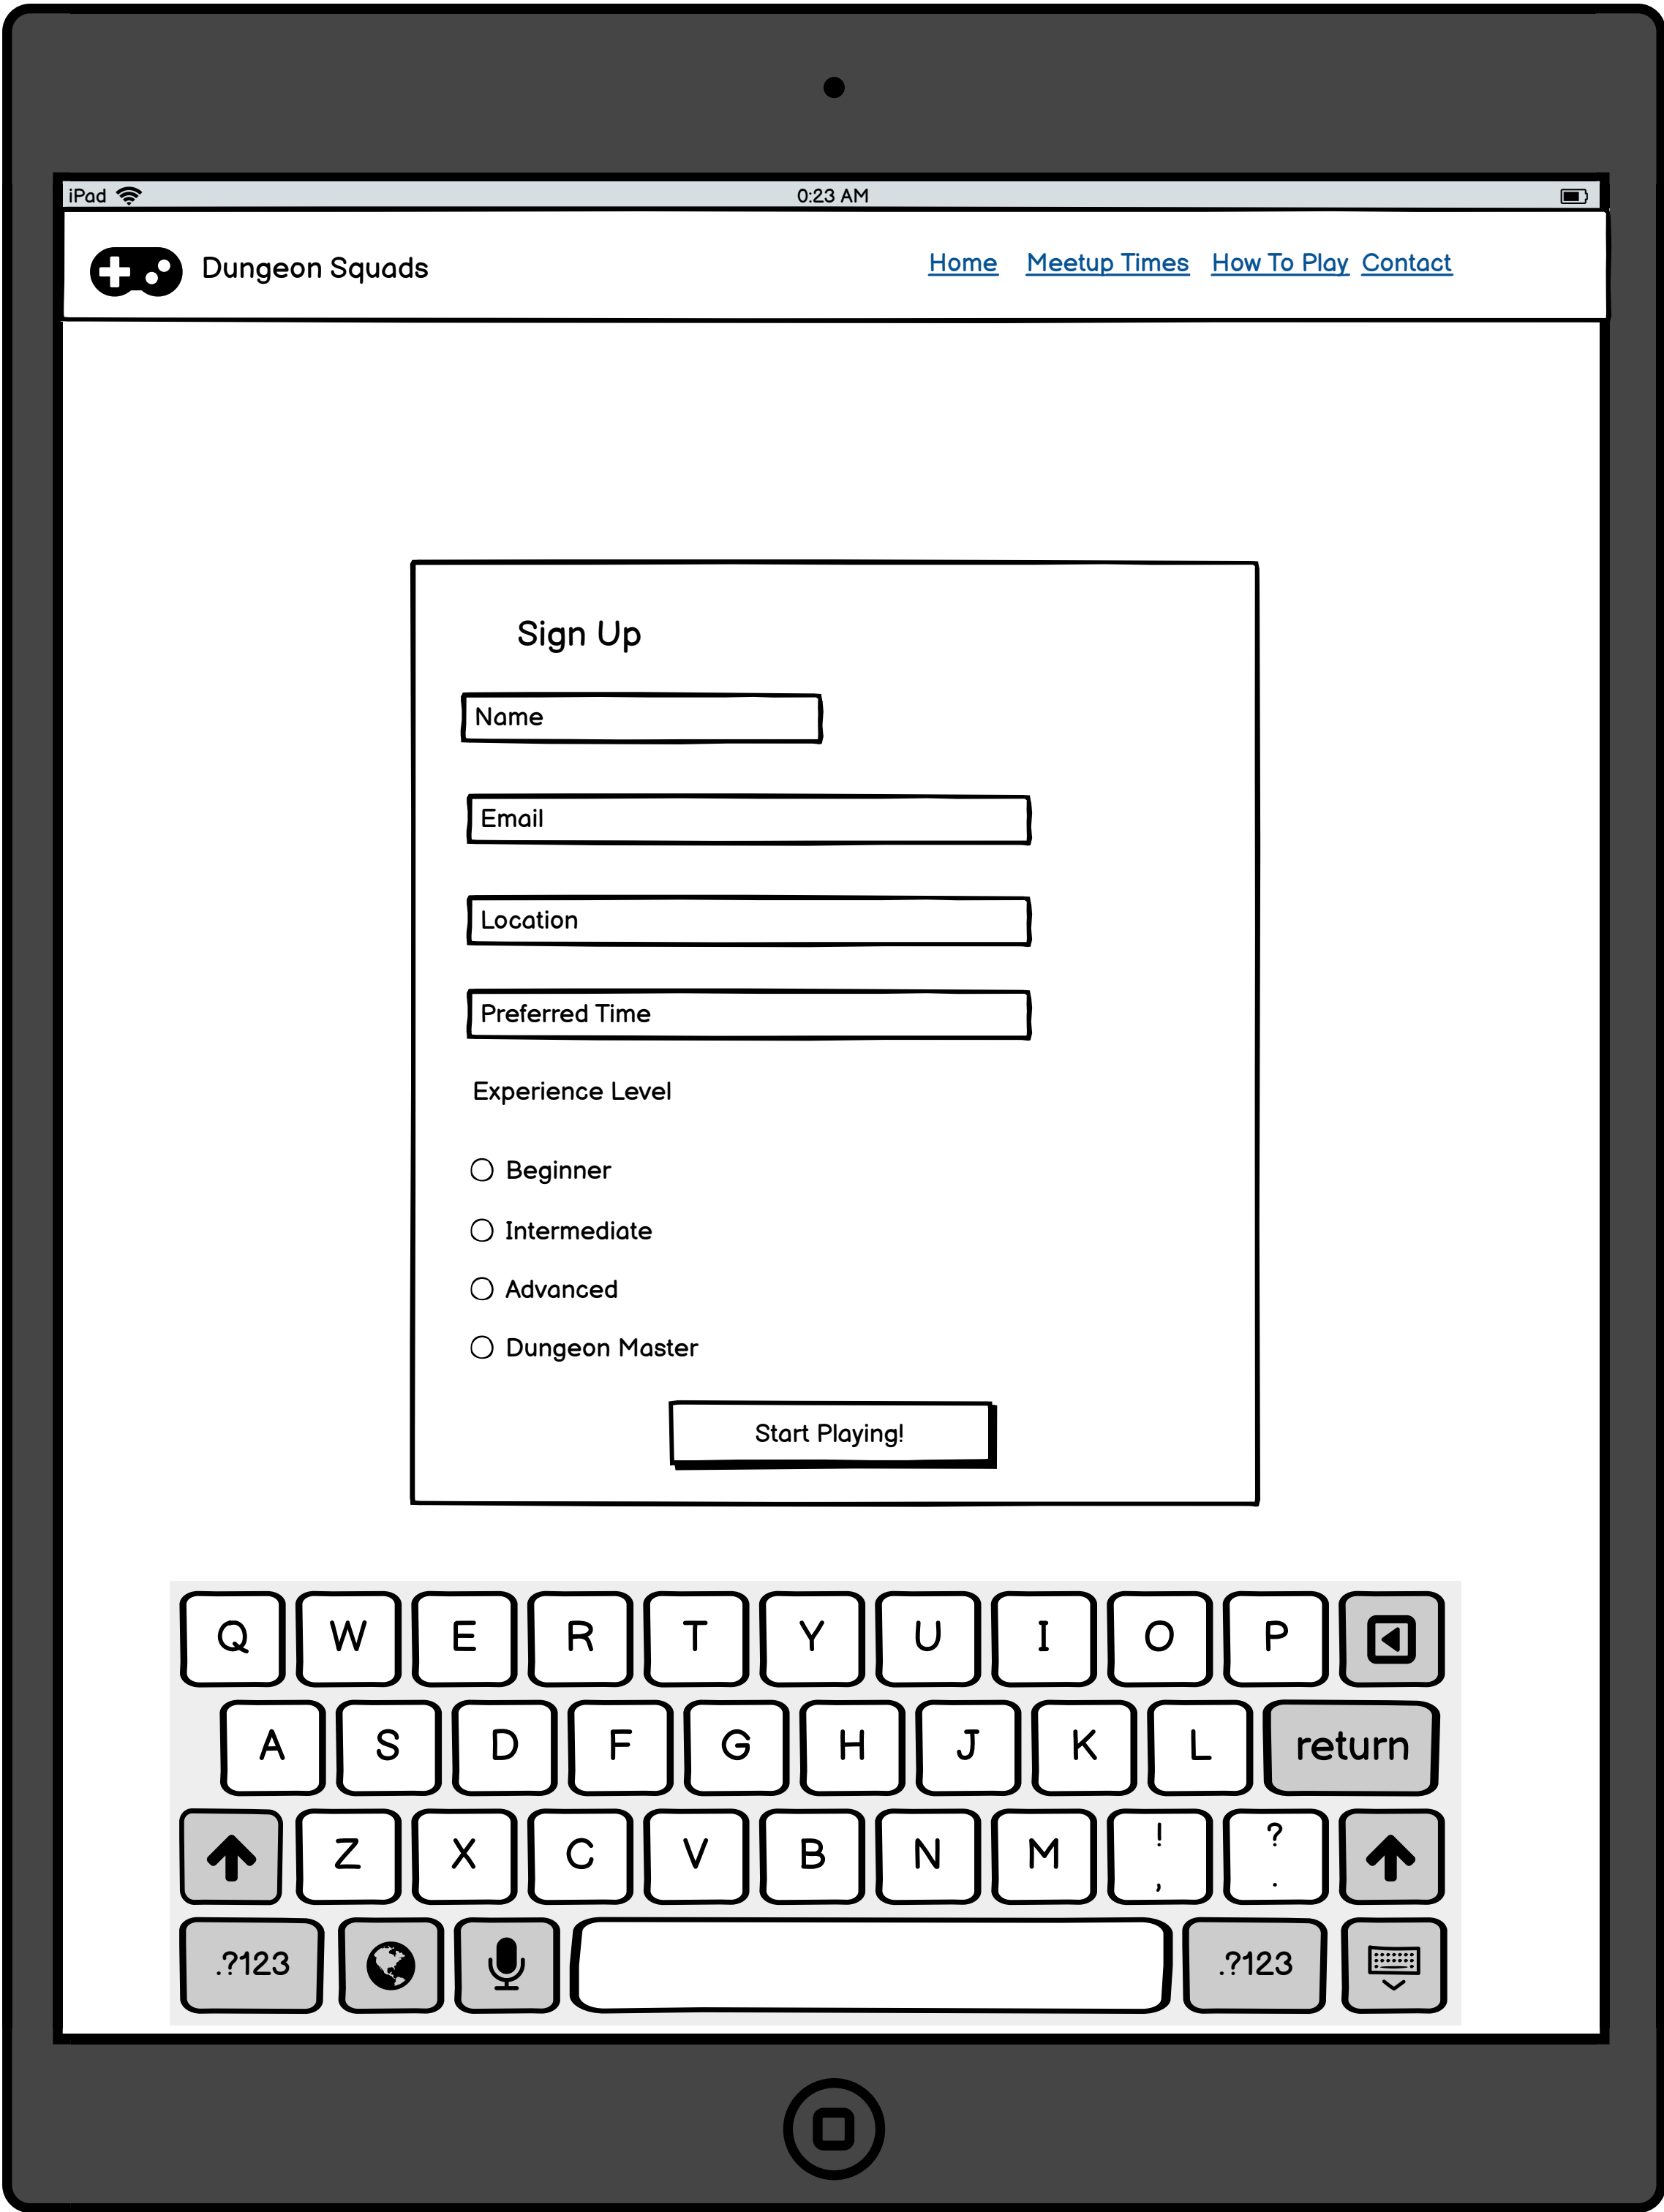 iPad 0:23 AM
Dungeon Squads Home Meetup Times How To Play Contact
Sign Up
Name
Email
Location
Preferred Time
Experience Level
Beginner
Intermediate
Advanced
Dungeon Master
Start Playing!
Q W E R T Y U I O P
A S D F G H J K L return
Z X C V B N M ! , ? .
.?123 .?123